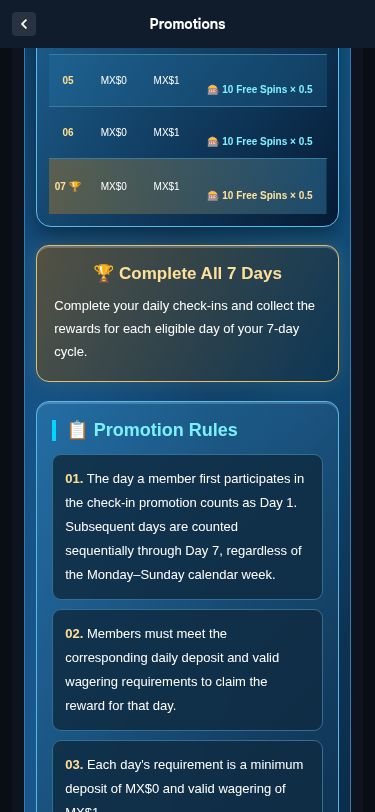 Promotions
05 MX$0 MX$1 🎰 10 Free Spins × 0.5
06 MX$0 MX$1 🎰 10 Free Spins × 0.5
07 🏆 MX$0 MX$1 🎰 10 Free Spins × 0.5
🏆 Complete All 7 Days
Complete your daily check-ins and collect the
rewards for each eligible day of your 7-day
cycle.
📋 Promotion Rules
01. The day a member first participates in
the check-in promotion counts as Day 1.
Subsequent days are counted
sequentially through Day 7, regardless of
the Monday–Sunday calendar week.
02. Members must meet the
corresponding daily deposit and valid
wagering requirements to claim the
reward for that day.
03. Each day's requirement is a minimum
deposit of MX$0 and valid wagering of
MX$1